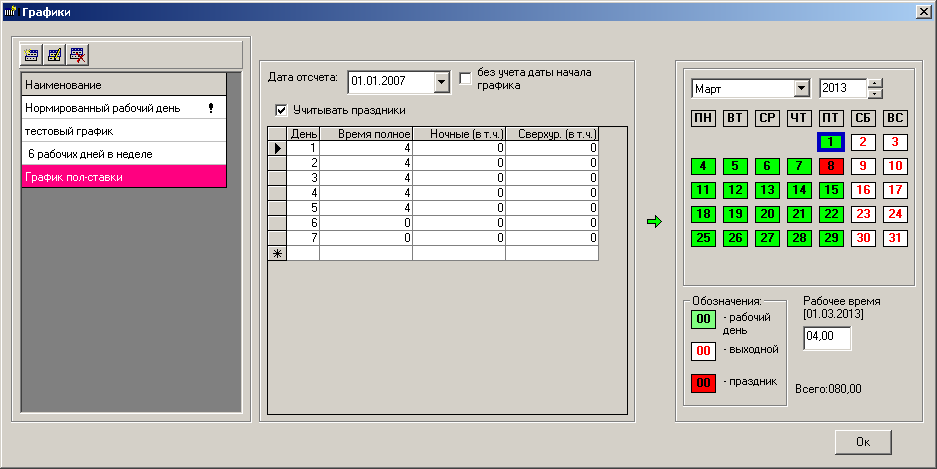 Графики
Наименование
Нормированный рабочий день !
тестовый график
6 рабочих дней в неделе
График пол-ставки
Дата отсчета: 01.01.2007 без учета даты начала
графика
Учитывать праздники
День Время полное Ночные (в т.ч.) Сверхур. (в т.ч.)
1 4 0 0
2 4 0 0
3 4 0 0
4 4 0 0
5 4 0 0
6 0 0 0
7 0 0 0
Март 2013
ПН ВТ СР ЧТ ПТ СБ ВС
1 2 3
4 5 6 7 8 9 10
11 12 13 14 15 16 17
18 19 20 21 22 23 24
25 26 27 28 29 30 31
Обозначения:
00 - рабочий
день
00 - выходной
00 - праздник
Рабочее время
[01.03.2013]
04,00
Всего:080,00
Ок